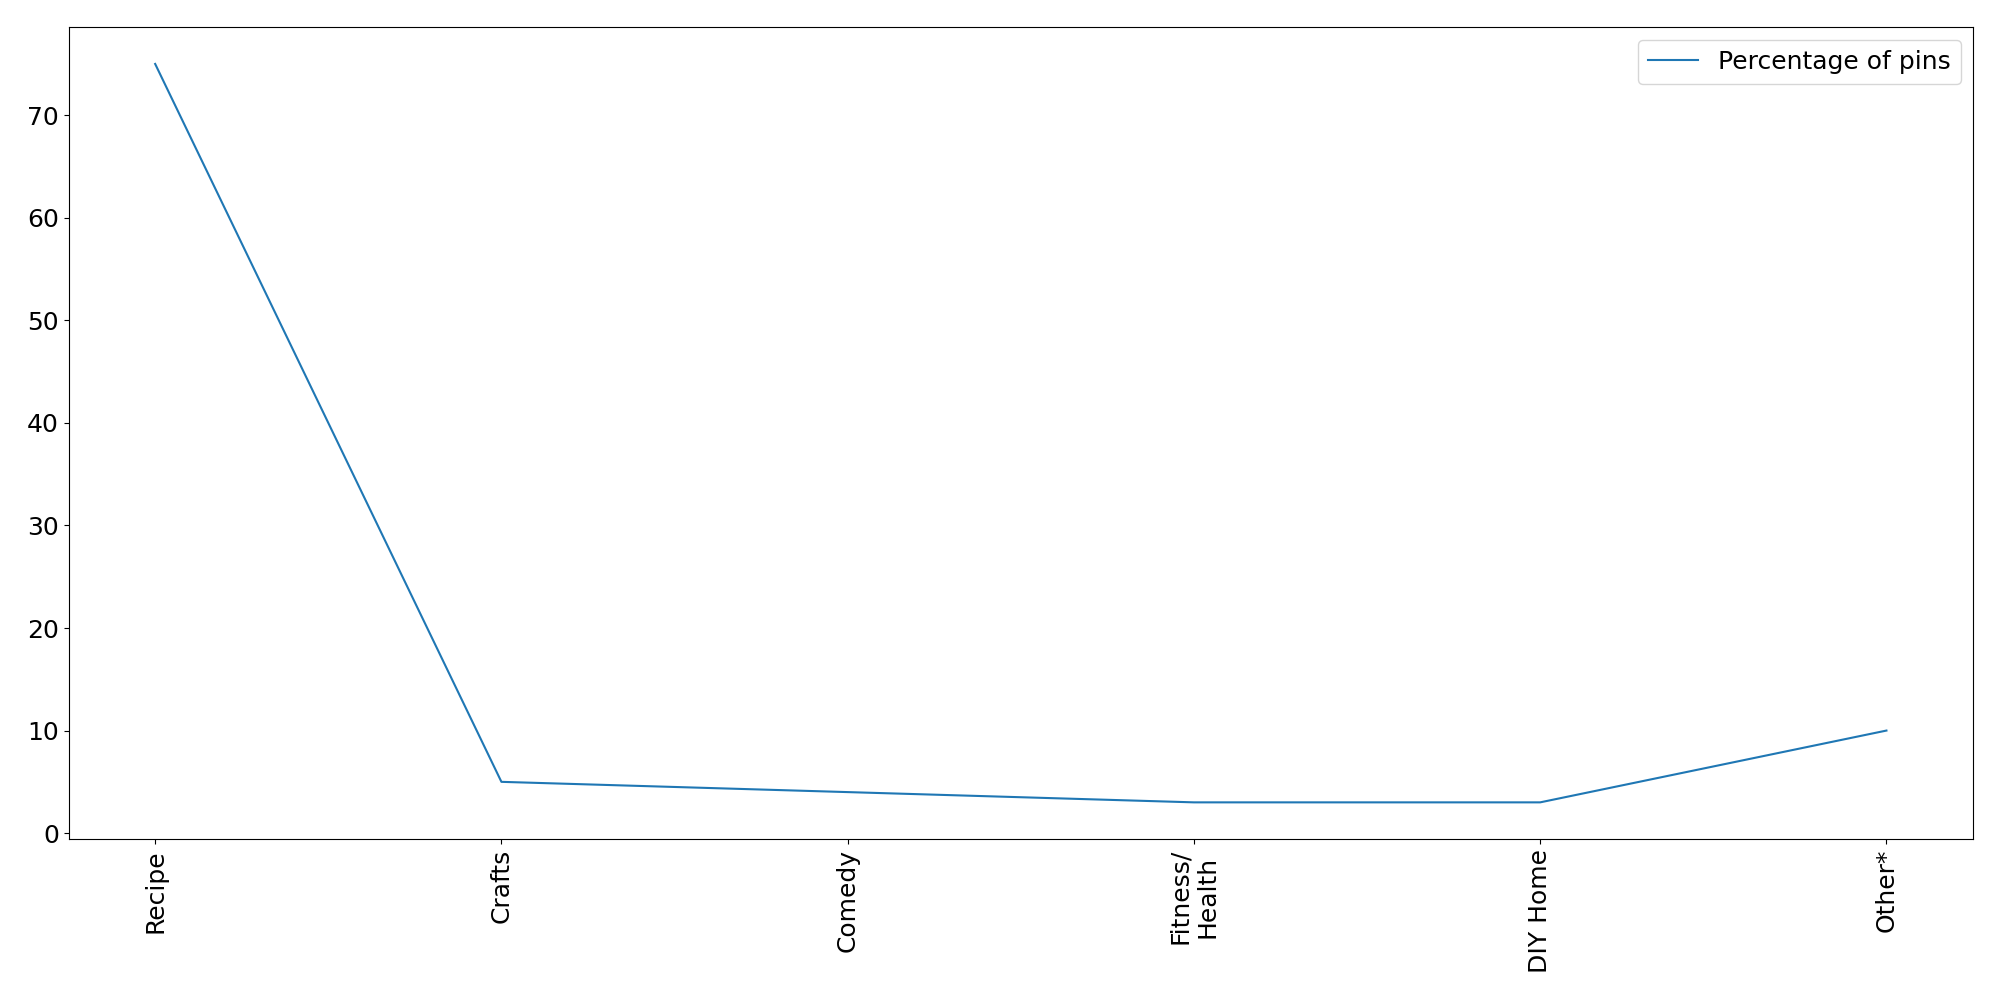 Percentage of pins
70
60
50
40
30
20
10
0
Recipe
Crafts
Comedy
Fitness/
Health
DIY Home
Other*